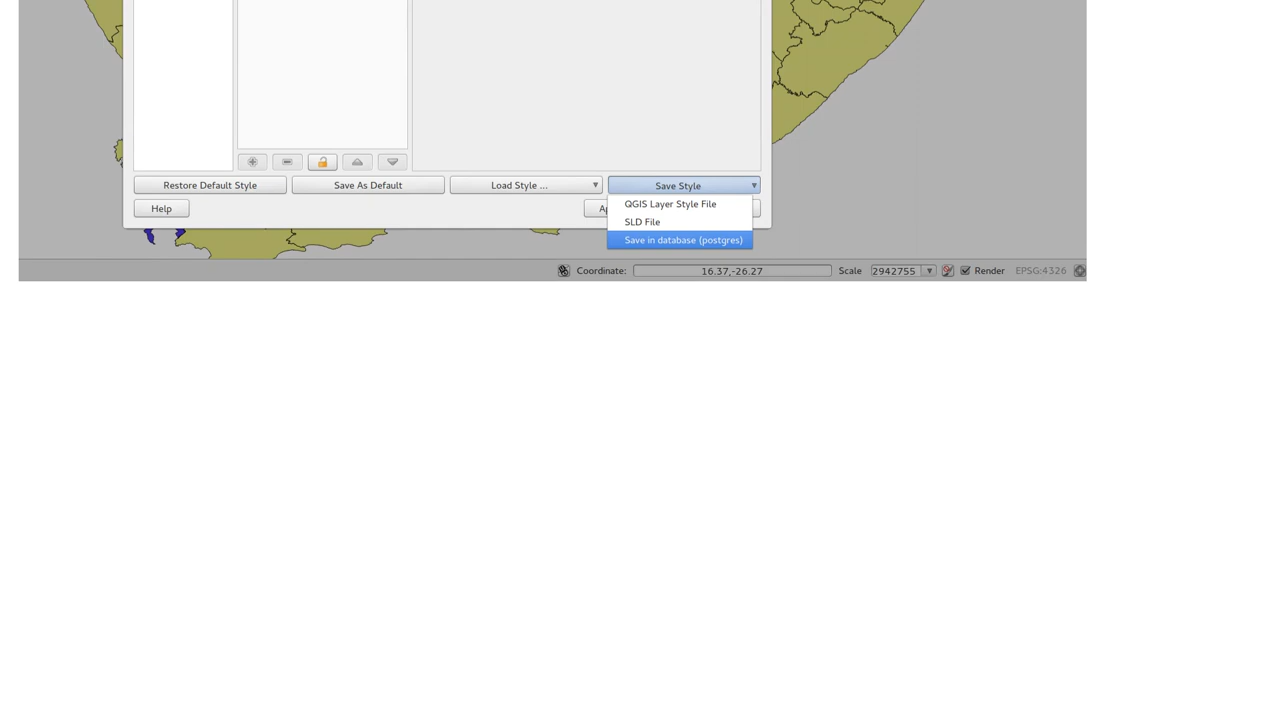 Restore Default Style Save As Default Load Style ... Save Style
QGIS Layer Style File
Help
SLD File
Save in database (postgres)
Coordinate: 16.37,-26.27 Scale 2942755 Render EPSG:4326